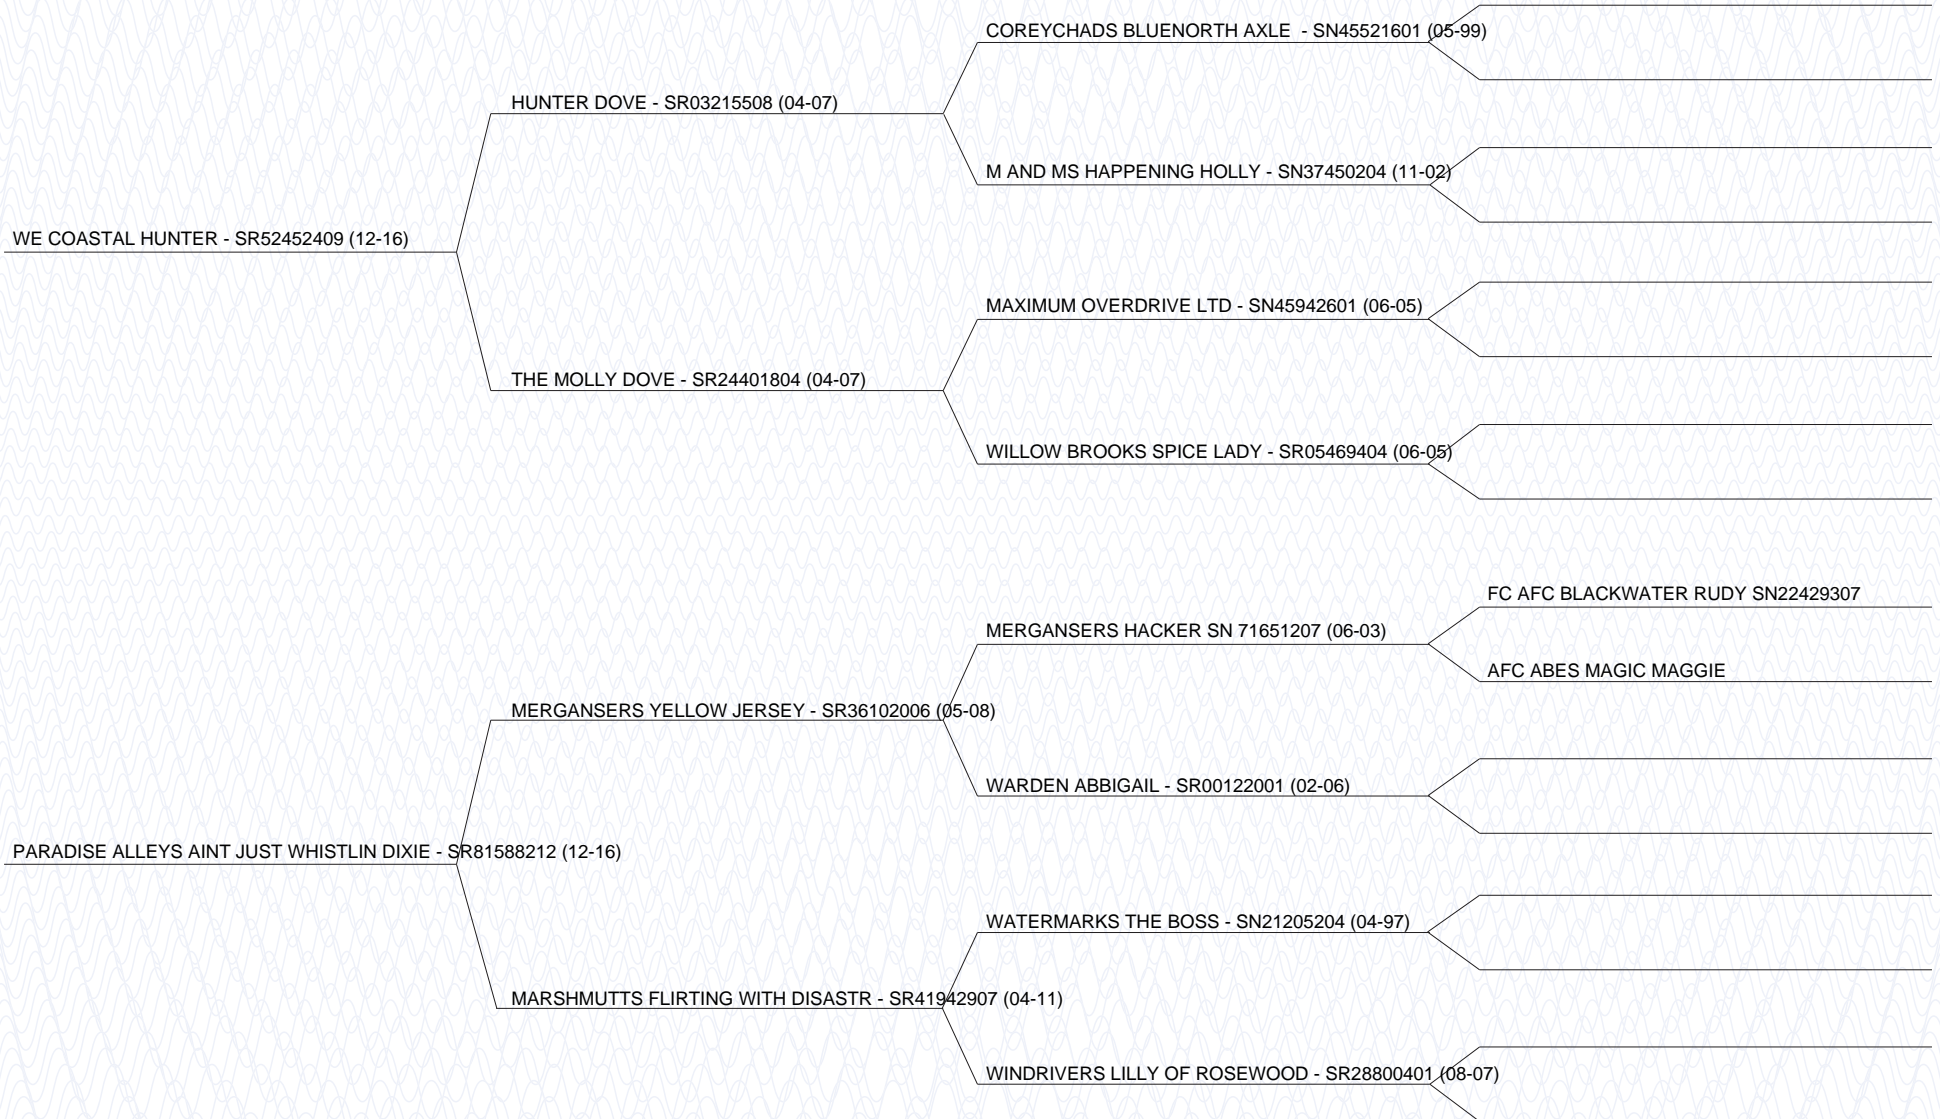 COREYCHADS BLUENORTH AXLE - SN45521601 (05-99)
HUNTER DOVE - SR03215508 (04-07)
M AND MS HAPPENING HOLLY - SN37450204 (11-02)
WE COASTAL HUNTER - SR52452409 (12-16)
MAXIMUM OVERDRIVE LTD - SN45942601 (06-05)
THE MOLLY DOVE - SR24401804 (04-07)
WILLOW BROOKS SPICE LADY - SR05469404 (06-05)
FC AFC BLACKWATER RUDY SN22429307
MERGANSERS HACKER SN 71651207 (06-03)
AFC ABES MAGIC MAGGIE
MERGANSERS YELLOW JERSEY - SR36102006 (05-08)
WARDEN ABBIGAIL - SR00122001 (02-06)
PARADISE ALLEYS AINT JUST WHISTLIN DIXIE - SR81588212 (12-16)
WATERMARKS THE BOSS - SN21205204 (04-97)
MARSHMUTTS FLIRTING WITH DISASTR - SR41942907 (04-11)
WINDRIVERS LILLY OF ROSEWOOD - SR28800401 (08-07)